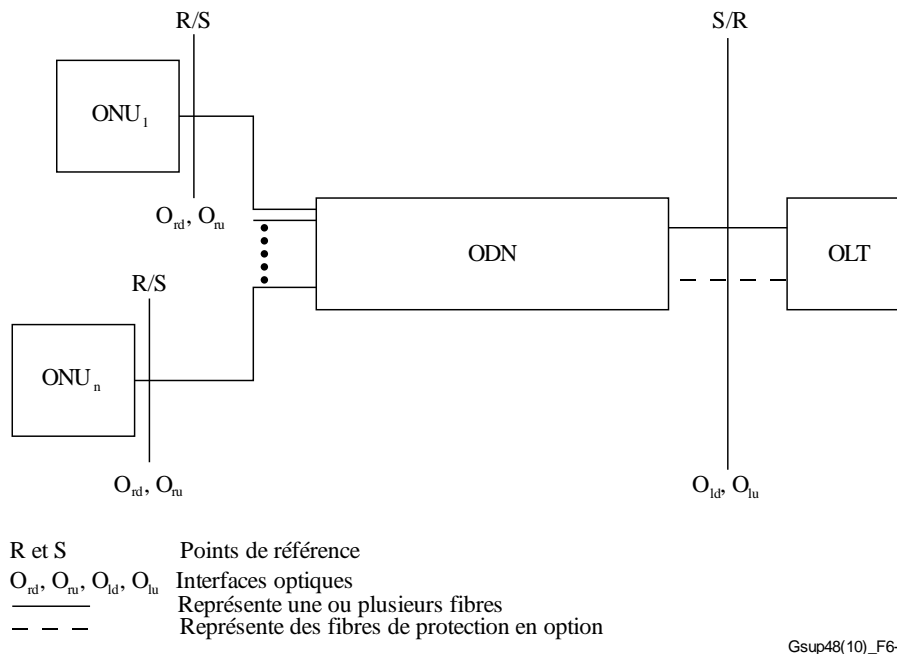 R/S
S/R
ONU1
Ord, Oru
ODN
OLT
R/S
ONUn
Ord, Oru
Old, Olu
R et S Points de référence
Ord, Oru, Old, Olu Interfaces optiques
Représente une ou plusieurs fibres
Représente des fibres de protection en option
Gsup48(10)_F6-